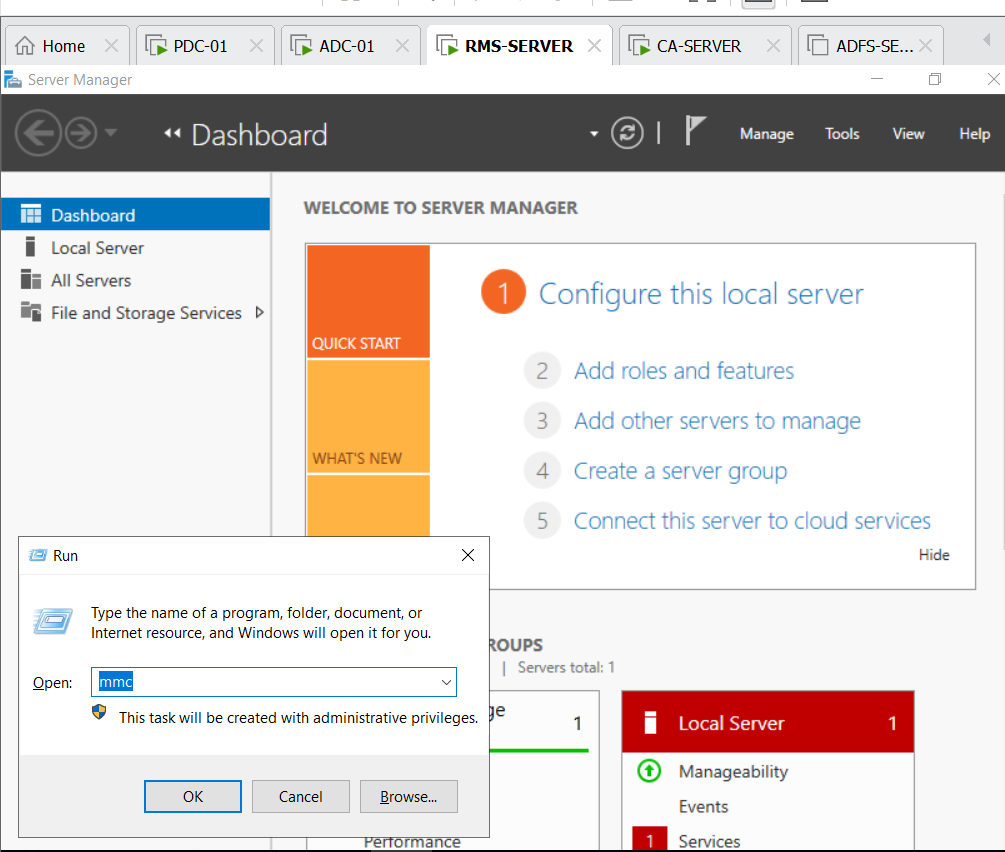 Home
PDC-01
ADC-01
RMS-SERVER
CA-SERVER
ADFS-SE...
Server Manager
Dashboard
Manage
Tools
View
Help
Dashboard
Local Server
All Servers
File and Storage Services
WELCOME TO SERVER MANAGER
QUICK START
WHAT'S NEW
1 Configure this local server
2 Add roles and features
3 Add other servers to manage
4 Create a server group
5 Connect this server to cloud services
Hide
Run
Type the name of a program, folder, document, or
Internet resource, and Windows will open it for you.
Open: mmc
This task will be created with administrative privileges.
OK
Cancel
Browse...
OUPS
| Servers total: 1
ge 1
Performance
Local Server 1
Manageability
Events
1 Services